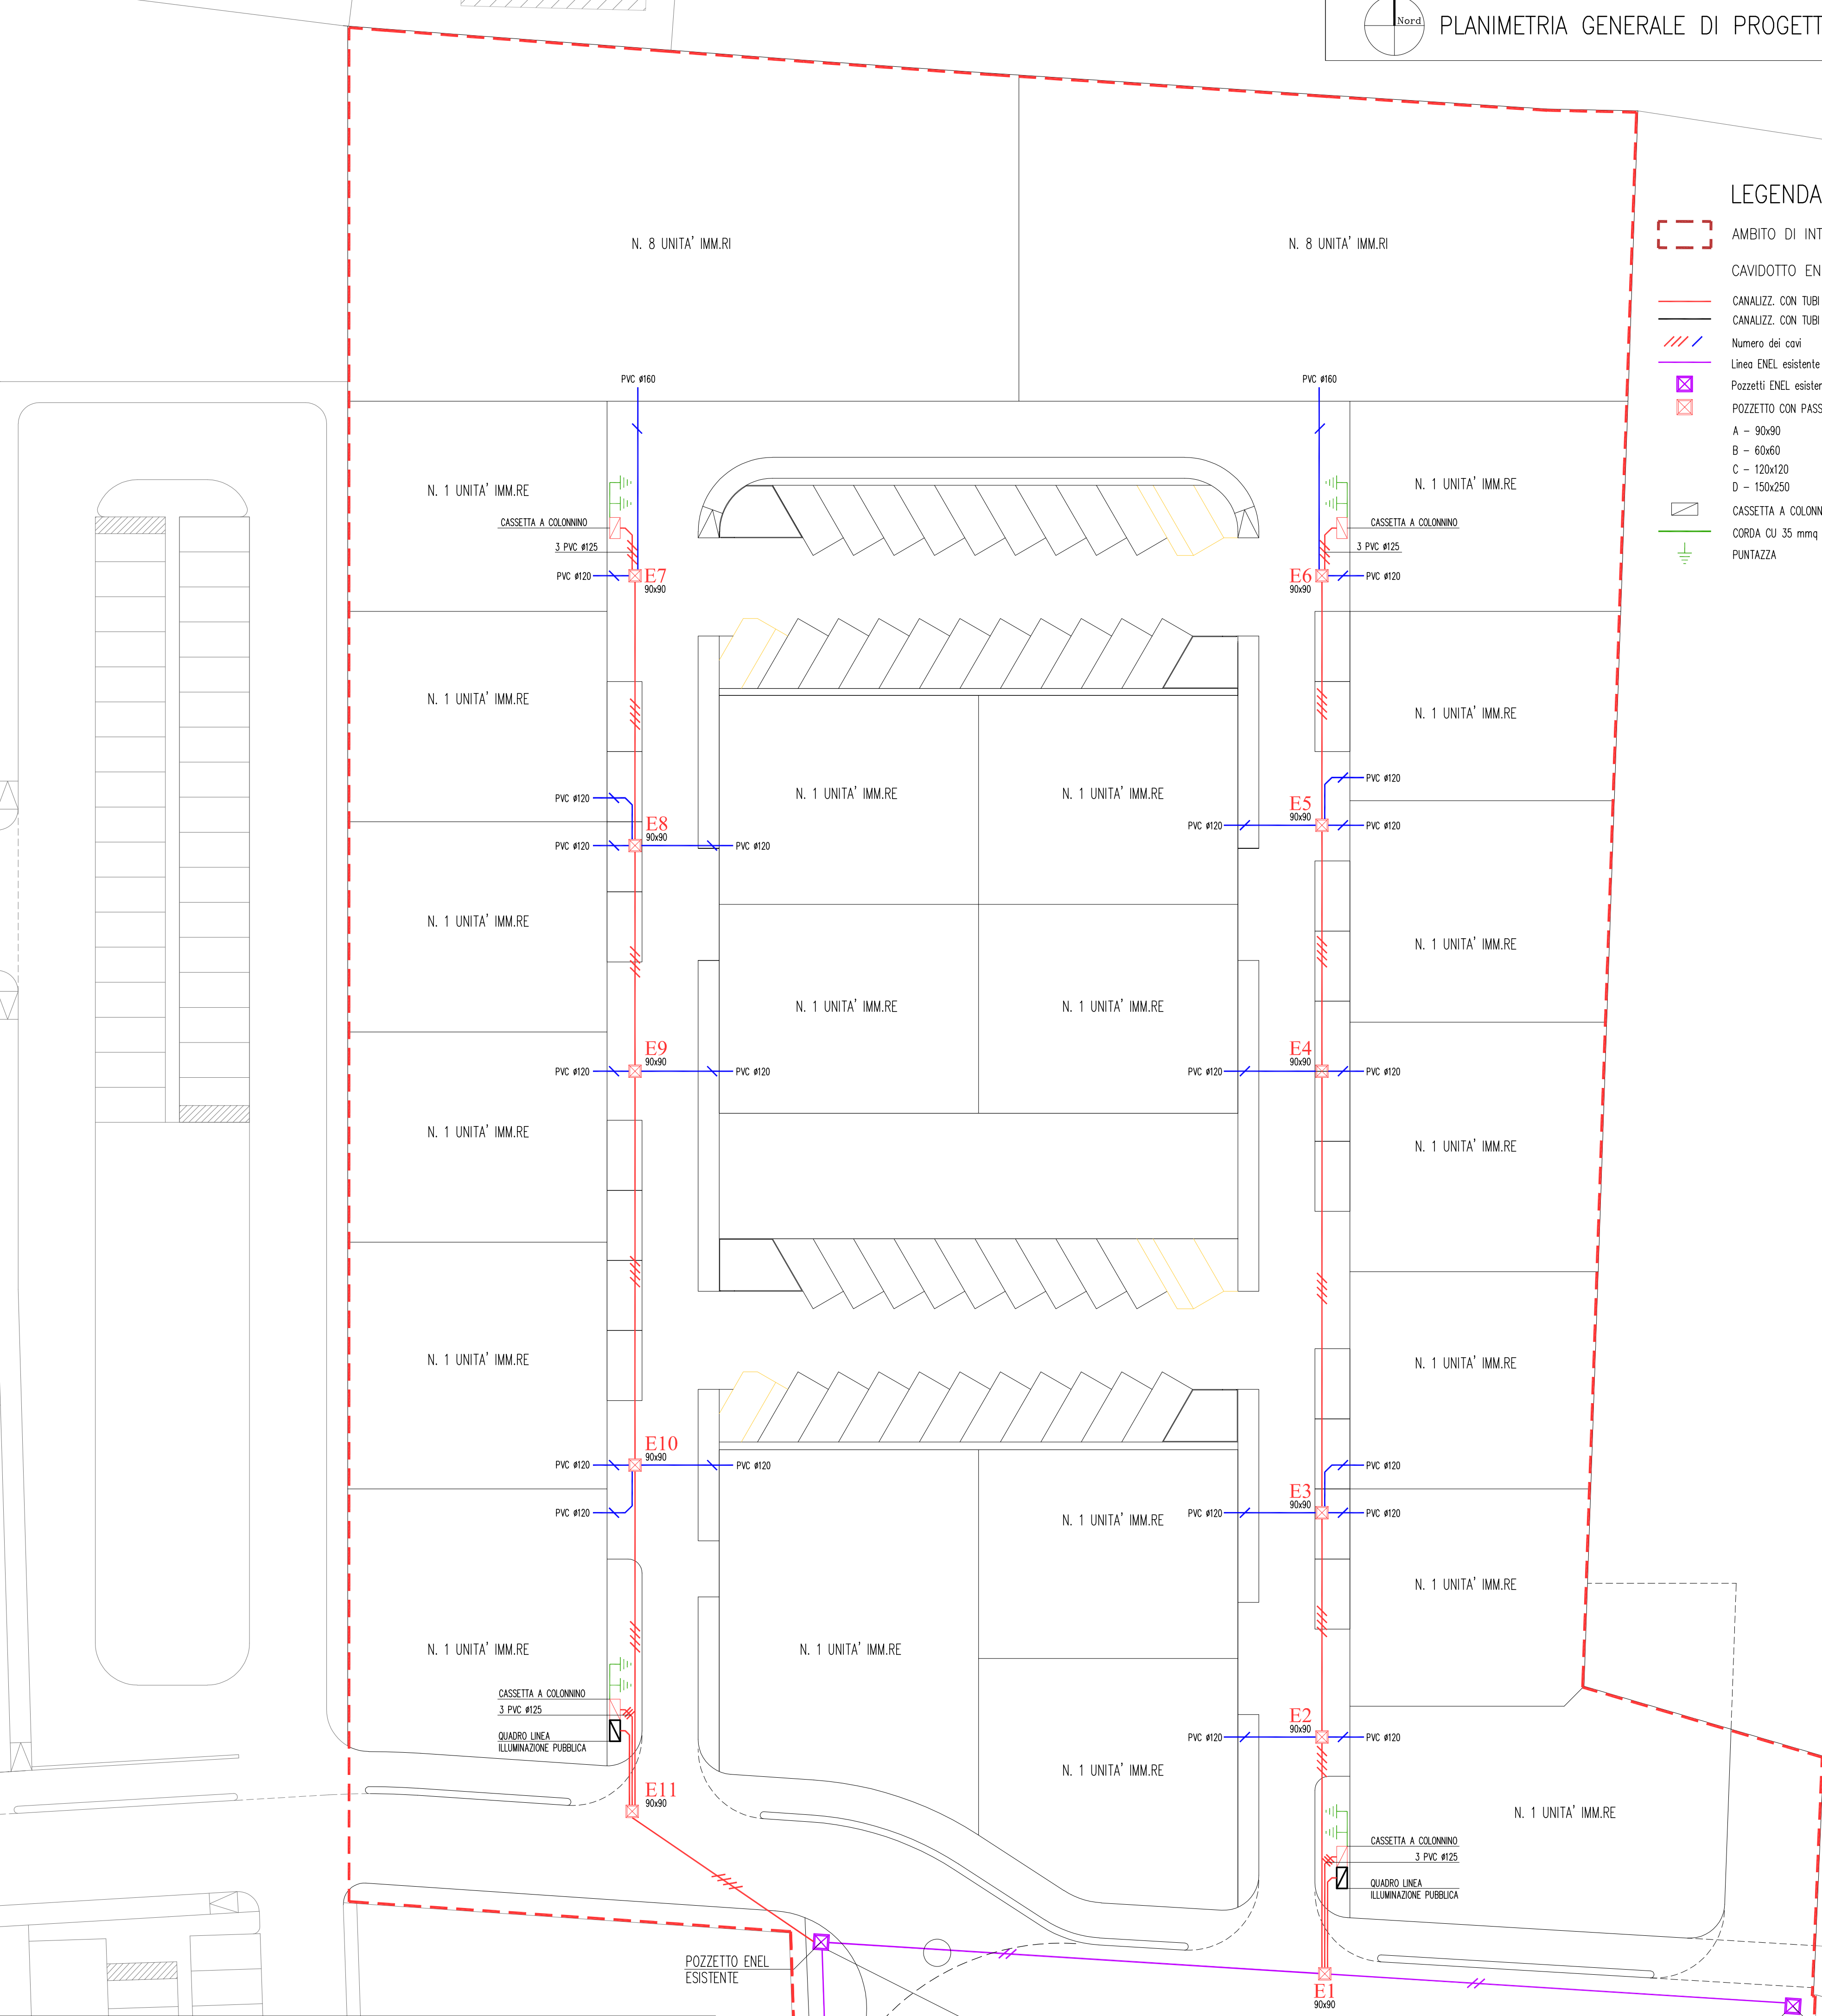 Nord
PLANIMETRIA GENERALE DI PROGETT
LEGENDA
AMBITO DI INT
CAVIDOTTO EN
CANALIZZ. CON TUBI
CANALIZZ. CON TUBI
Numero dei cavi
Linea ENEL esistente
Pozzetti ENEL esisten
POZZETTO CON PASS
A - 90x90
B - 60x60
C - 120x120
D - 150x250
CASSETTA A COLONN
CORDA CU 35 mmq
PUNTAZZA
N. 8 UNITA' IMM.RI
N. 8 UNITA' IMM.RI
PVC ø160
PVC ø160
N. 1 UNITA' IMM.RE
N. 1 UNITA' IMM.RE
CASSETTA A COLONNINO
CASSETTA A COLONNINO
3 PVC ø125
3 PVC ø125
PVC ø120
E7
90x90
E6
90x90
PVC ø120
N. 1 UNITA' IMM.RE
N. 1 UNITA' IMM.RE
PVC ø120
N. 1 UNITA' IMM.RE
N. 1 UNITA' IMM.RE
PVC ø120
E8
90x90
PVC ø120
PVC ø120
E5
90x90
PVC ø120
PVC ø120
N. 1 UNITA' IMM.RE
N. 1 UNITA' IMM.RE
N. 1 UNITA' IMM.RE
N. 1 UNITA' IMM.RE
E9
90x90
PVC ø120
PVC ø120
E4
90x90
PVC ø120
PVC ø120
N. 1 UNITA' IMM.RE
N. 1 UNITA' IMM.RE
N. 1 UNITA' IMM.RE
N. 1 UNITA' IMM.RE
E10
90x90
PVC ø120
PVC ø120
PVC ø120
PVC ø120
E3
90x90
PVC ø120
PVC ø120
N. 1 UNITA' IMM.RE
N. 1 UNITA' IMM.RE
N. 1 UNITA' IMM.RE
N. 1 UNITA' IMM.RE
CASSETTA A COLONNINO
3 PVC ø125
QUADRO LINEA
ILLUMINAZIONE PUBBLICA
E2
90x90
PVC ø120
PVC ø120
N. 1 UNITA' IMM.RE
E11
90x90
N. 1 UNITA' IMM.RE
CASSETTA A COLONNINO
3 PVC ø125
QUADRO LINEA
ILLUMINAZIONE PUBBLICA
POZZETTO ENEL
ESISTENTE
E1
90x90